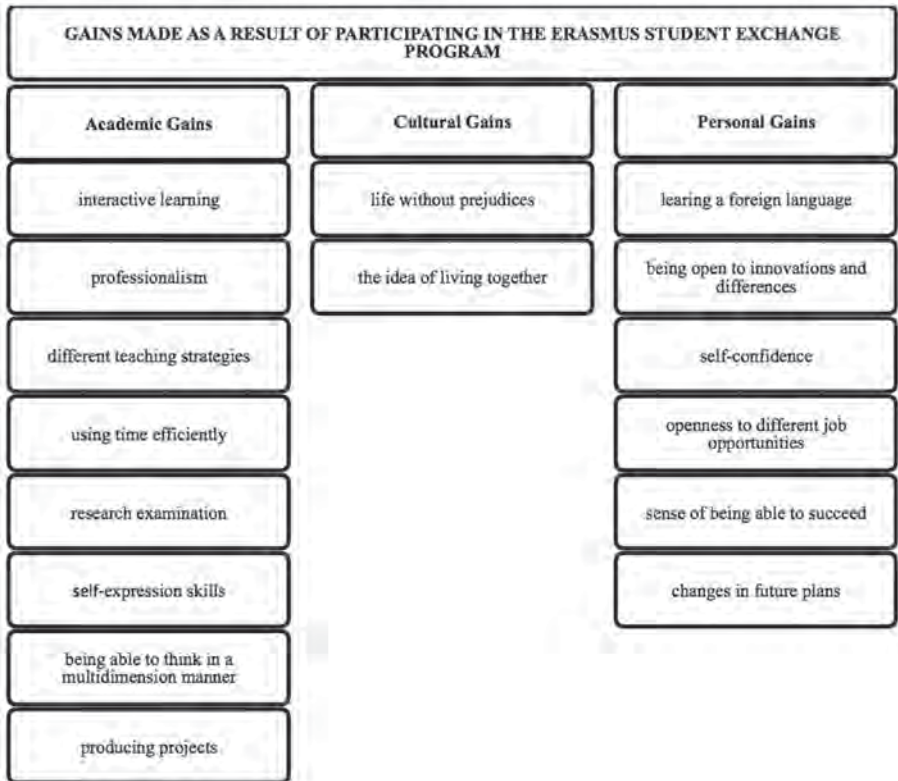 GAINS MADE AS A RESULT OF PARTICIPATING IN THE ERASMUS STUDENT EXCHANGE
PROGRAM
Academic Gains
interactive learning
professionalism
different teaching strategies
using time efficiently
research examination
self-expression skills
being able to think in a
multidimension manner
producing projects
Cultural Gains
life without prejudices
the idea of living together
Personal Gains
learing a foreign language
being open to innovations and
differences
self-confidence
openness to different job
opportunities
sense of being able to succeed
changes in future plans